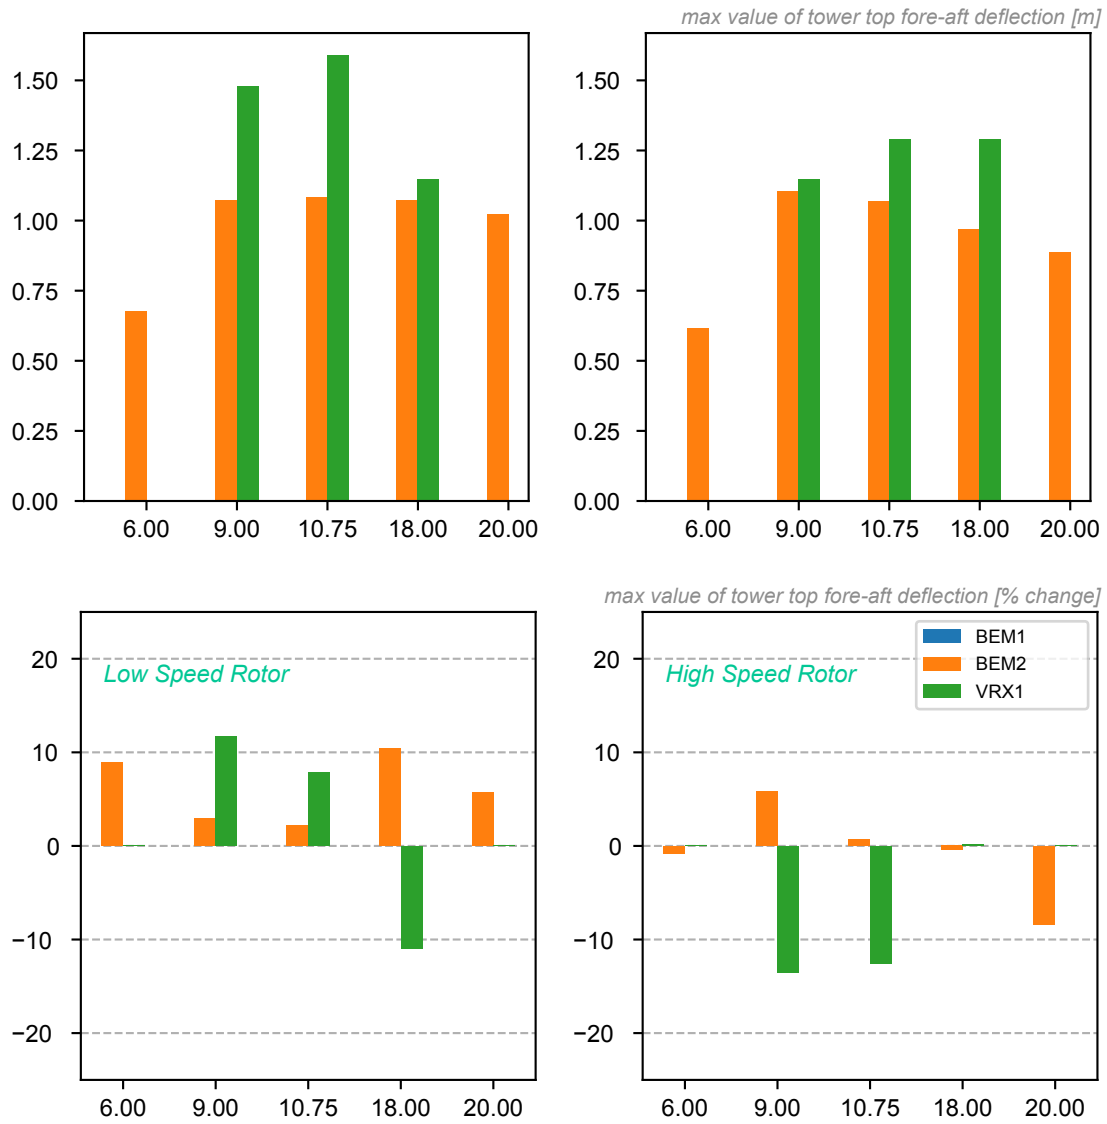 max value of tower top fore-aft deflection [m]
1.50
1.25
1.00
0.75
0.50
0.25
0.00
6.00 9.00 10.75 18.00 20.00
1.50
1.25
1.00
0.75
0.50
0.25
0.00
6.00 9.00 10.75 18.00 20.00
max value of tower top fore-aft deflection [% change]
Low Speed Rotor
20
10
0
−10
−20
6.00 9.00 10.75 18.00 20.00
High Speed Rotor
BEM1
BEM2
VRX1
20
10
0
−10
−20
6.00 9.00 10.75 18.00 20.00